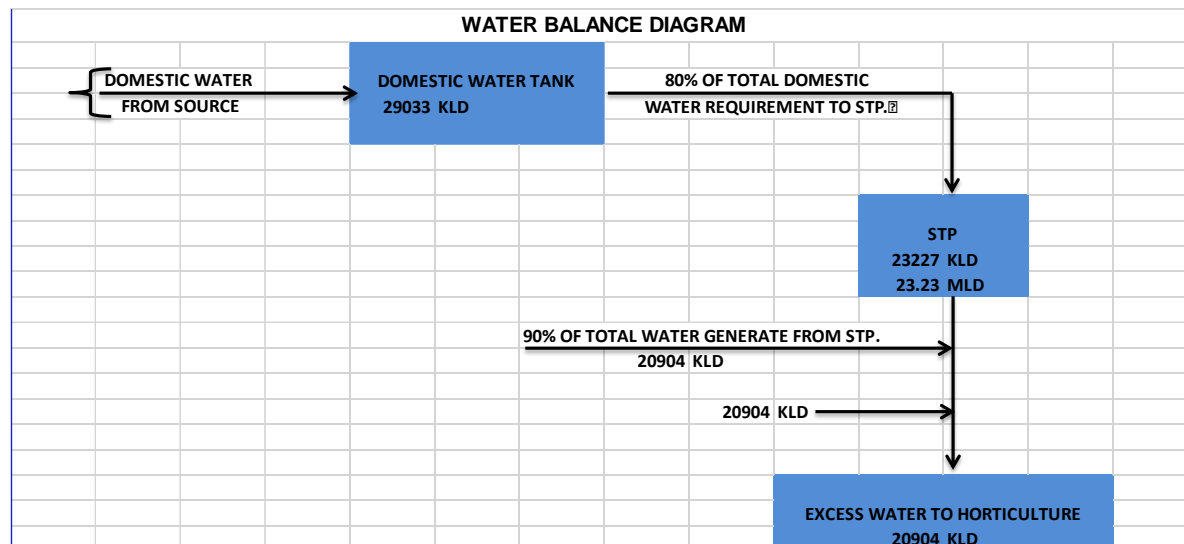 WATER BALANCE DIAGRAM
DOMESTIC WATER
FROM SOURCE
DOMESTIC WATER TANK
29033 KLD
80% OF TOTAL DOMESTIC
WATER REQUIREMENT TO STP.
STP
23227 KLD
23.23 MLD
90% OF TOTAL WATER GENERATE FROM STP.
20904 KLD
20904 KLD
EXCESS WATER TO HORTICULTURE
20904 KLD